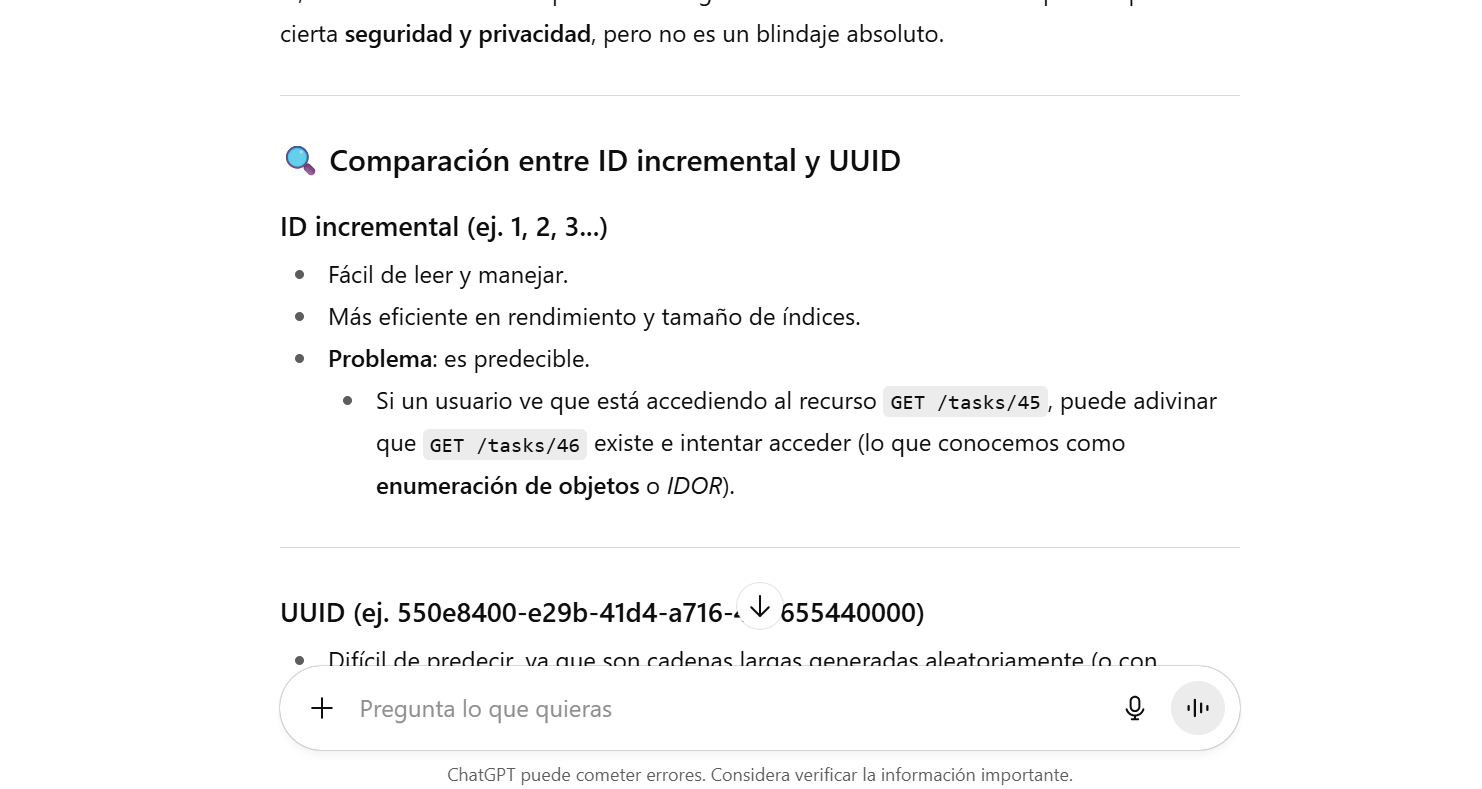 cierta seguridad y privacidad, pero no es un blindaje absoluto.
Comparación entre ID incremental y UUID
ID incremental (ej. 1, 2, 3...)
Fácil de leer y manejar.
Más eficiente en rendimiento y tamaño de índices.
Problema: es predecible.
Si un usuario ve que está accediendo al recurso GET /tasks/45, puede adivinar
que GET /tasks/46 existe e intentar acceder (lo que conocemos como
enumeración de objetos o IDOR).
UUID (ej. 550e8400-e29b-41d4-a716-4 655440000)
Difícil de predecir, ya que son cadenas largas generadas aleatoriamente (o con
Pregunta lo que quieras
ChatGPT puede cometer errores. Considera verificar la información importante.